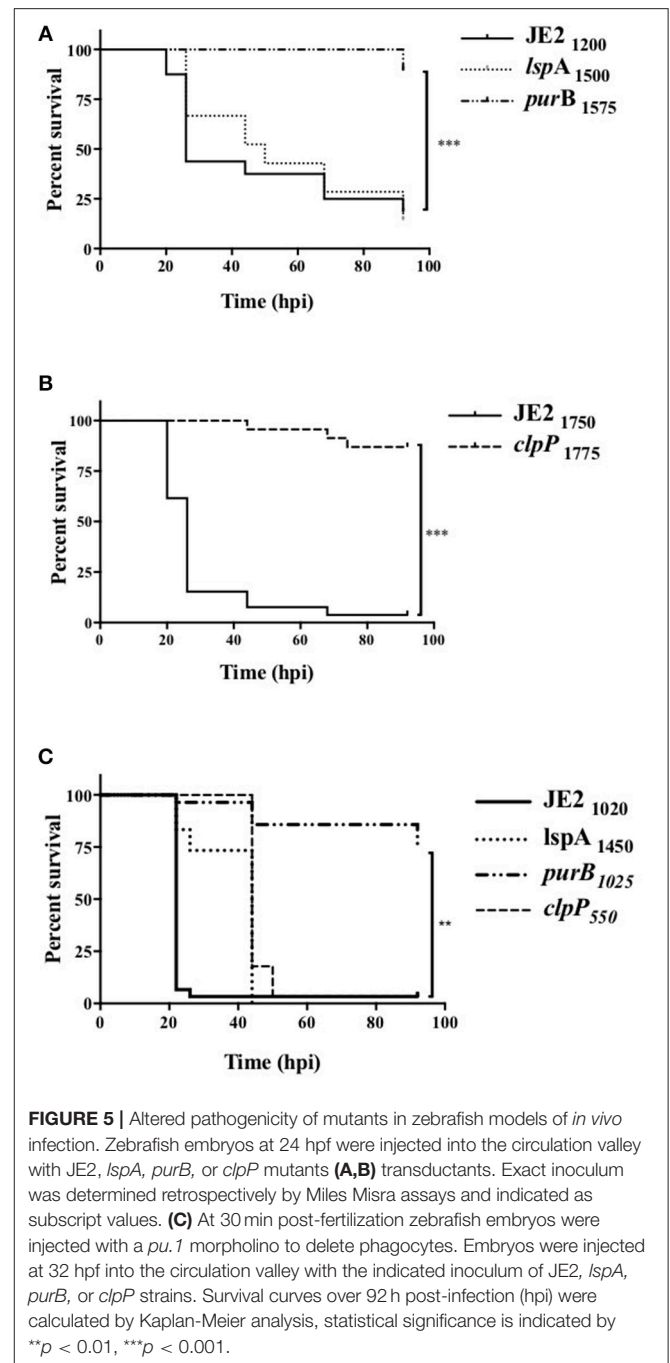 A
JE2 1200
lspA 1500
purB 1575
100
75
50
25
0
Percent survival
***
0 20 40 60 80 100
Time (hpi)
B
JE2 1750
clpP 1775
100
75
50
25
0
Percent survival
***
0 20 40 60 80 100
Time (hpi)
C
JE2 1020
lspA 1450
purB 1025
clpP 550
100
75
50
25
0
Percent survival
**
0 20 40 60 80 100
Time (hpi)
FIGURE 5 | Altered pathogenicity of mutants in zebrafish models of in vivo
infection. Zebrafish embryos at 24 hpf were injected into the circulation valley
with JE2, lspA, purB, or clpP mutants (A,B) transductants. Exact inoculum
was determined retrospectively by Miles Misra assays and indicated as
subscript values. (C) At 30 min post-fertilization zebrafish embryos were
injected with a pu.1 morpholino to delete phagocytes. Embryos were injected
at 32 hpf into the circulation valley with the indicated inoculum of JE2, lspA,
purB, or clpP strains. Survival curves over 92 h post-infection (hpi) were
calculated by Kaplan-Meier analysis, statistical significance is indicated by
**p < 0.01, ***p < 0.001.